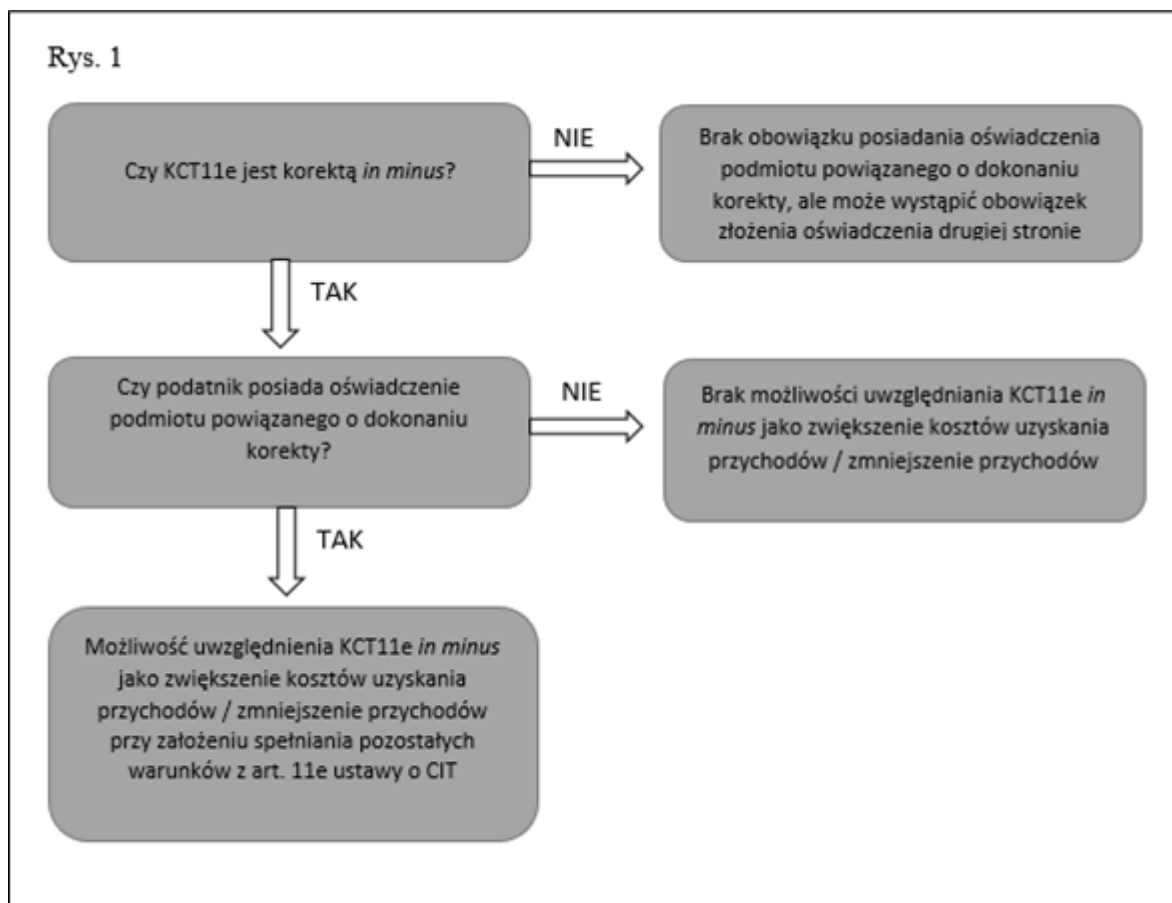 Rys. 1
Czy KCT11e jest korektą in minus?
NIE
Brak obowiązku posiadania oświadczenia
podmiotu powiązanego o dokonaniu
korekty, ale może wystąpić obowiązek
złożenia oświadczenia drugiej stronie
TAK
Czy podatnik posiada oświadczenie
podmiotu powiązanego o dokonaniu
korekty?
NIE
Brak możliwości uwzględniania KCT11e in
minus jako zwiększenie kosztów uzyskania
przychodów / zmniejszenie przychodów
TAK
Możliwość uwzględnienia KCT11e in minus
jako zwiększenie kosztów uzyskania
przychodów / zmniejszenie przychodów
przy założeniu spełniania pozostałych
warunków z art. 11e ustawy o CIT